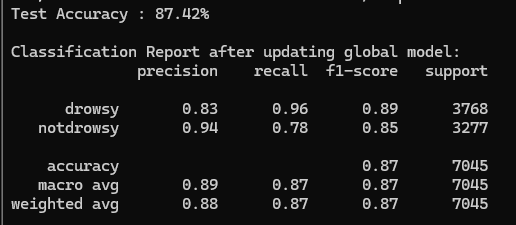 Test Accuracy : 87.42%
Classification Report after updating global model:
precision recall f1-score support
drowsy 0.83 0.96 0.89 3768
notdrowsy 0.94 0.78 0.85 3277
accuracy 0.87 7045
macro avg 0.89 0.87 0.87 7045
weighted avg 0.88 0.87 0.87 7045